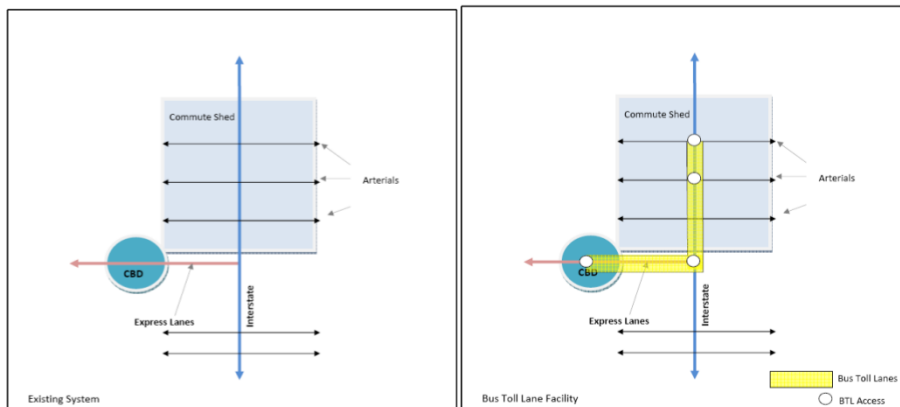 Commute Shed
Arterials
CBD
Express Lanes
Interstate
Existing System
Commute Shed
Arterials
CBD
Express Lanes
Interstate
Bus Toll Lanes
BTL Access
Bus Toll Lane Facility